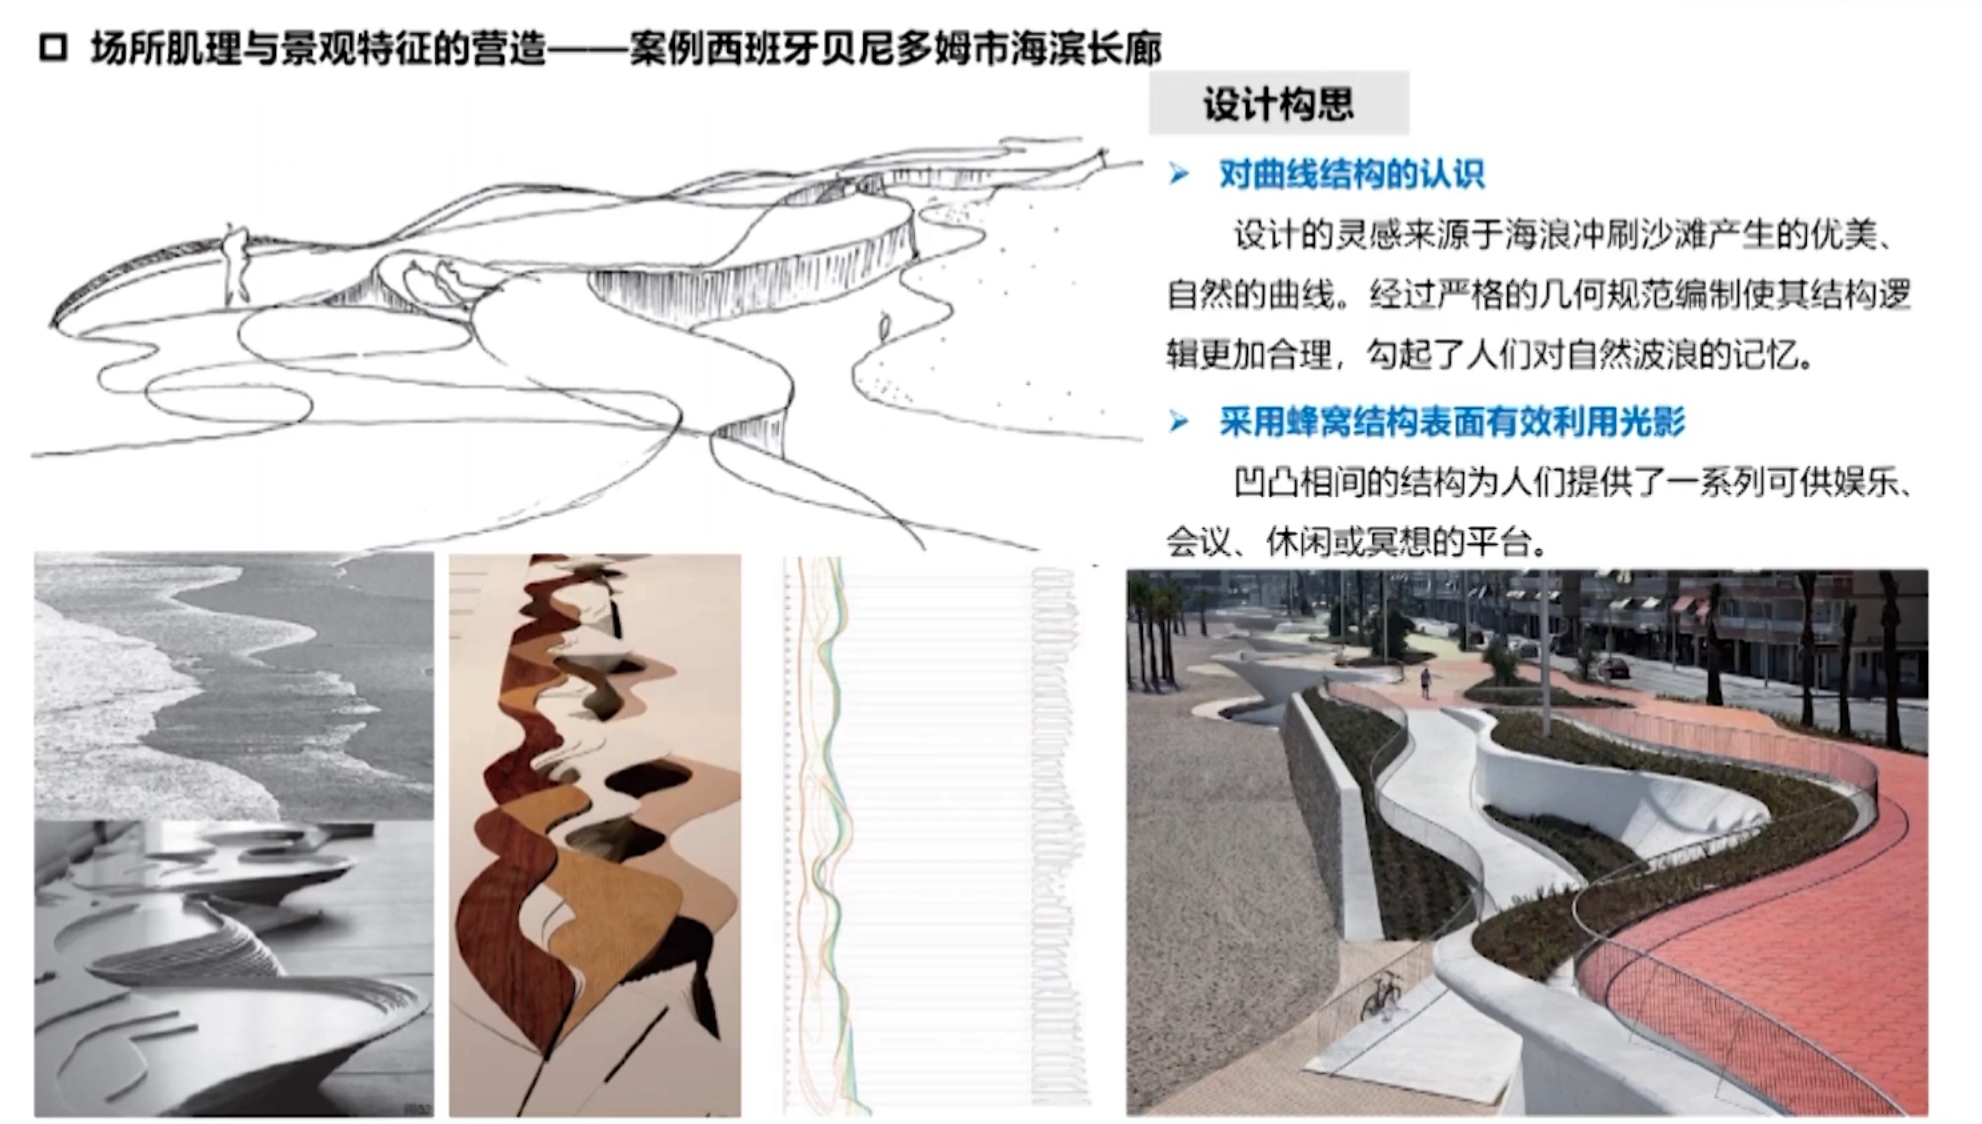 场所肌理与景观特征的营造——案例西班牙贝尼多姆市海滨长廊
设计构思
对曲线结构的认识
设计的灵感来源于海浪冲刷沙滩产生的优美、
自然的曲线。经过严格的几何规范编制使其结构逻
辑更加合理，勾起了人们对自然波浪的记忆。
采用蜂窝结构表面有效利用光影
凹凸相间的结构为人们提供了一系列可供娱乐、
会议、休闲或冥想的平台。